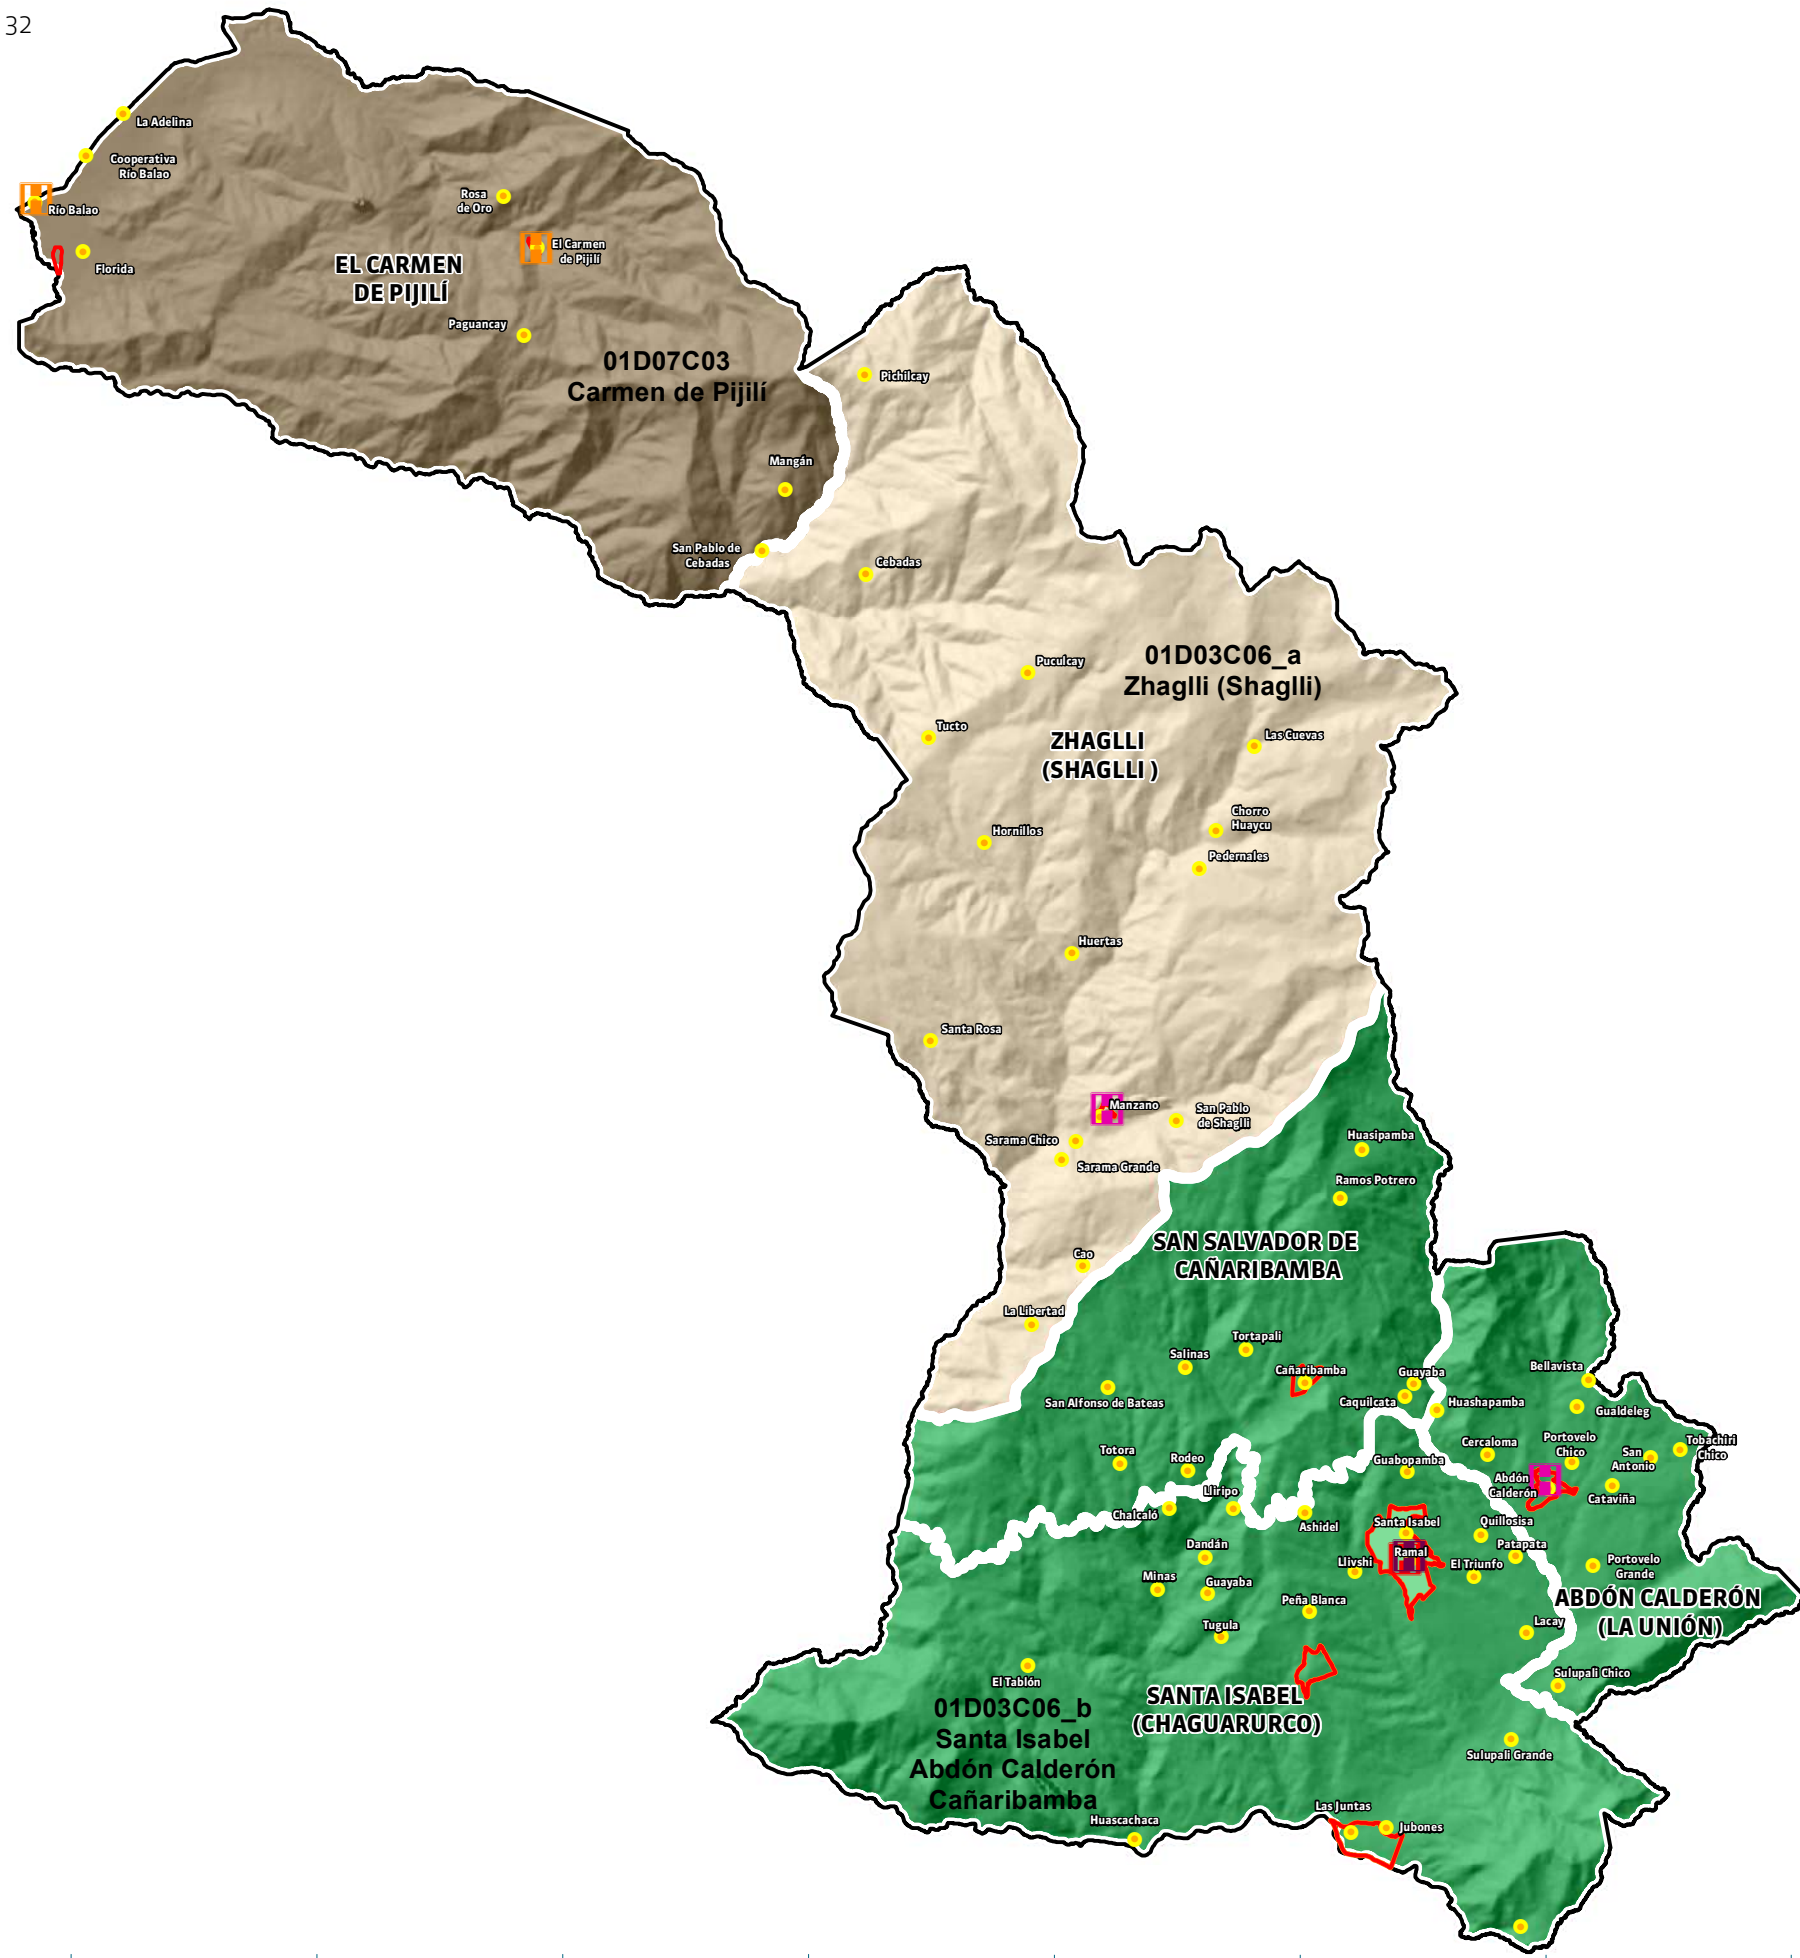 32
La Adelina
Cooperativa
Río Balao
Río Balao
Florida
Rosa
de Oro
El Carmen
de Pijilí
EL CARMEN
DE PIJILÍ
Paguancay
01D07C03
Carmen de Pijilí
Pichilcay
Mangán
San Pablo de
Cebadas
Cebadas
Puculcay
01D03C06_a
Zhaglli (Shaglli)
Tucto
ZHAGLLI
(SHAGLLI )
Las Cuevas
Hornillos
Chorro
Huaycu
Pedernales
Huertas
Santa Rosa
Manzano
San Pablo
de Shaglli
Sarama Chico
Sarama Grande
Huasipamba
Ramos Potrero
SAN SALVADOR DE
CAÑARIBAMBA
Cao
La Libertad
Tortapali
Salinas
Cañaribamba
Guayaba
San Alfonso de Bateas
Caquilcata
Huashapamba
Bellavista
Gualdeleg
Totora
Rodeo
Guabopamba
Cercaloma
Portovelo
Chico
San
Antonio
Tobachiri
Chico
Abdón
Calderón
Cataviña
Chalcaló
Lliripo
Ashidel
Santa Isabel
Quillosisa
Dandán
Llivshi
Ramal
El Triunfo
Patapata
Portovelo
Grande
Minas
Guayaba
Peña Blanca
ABDÓN CALDERÓN
(LA UNIÓN)
Tugula
Lacay
El Tablón
Sulupali Chico
SANTA ISABEL
(CHAGUARURCO)
01D03C06_b
Santa Isabel
Abdón Calderón
Cañaribamba
Sulupali Grande
Huascachaca
Las Juntas
Jubones